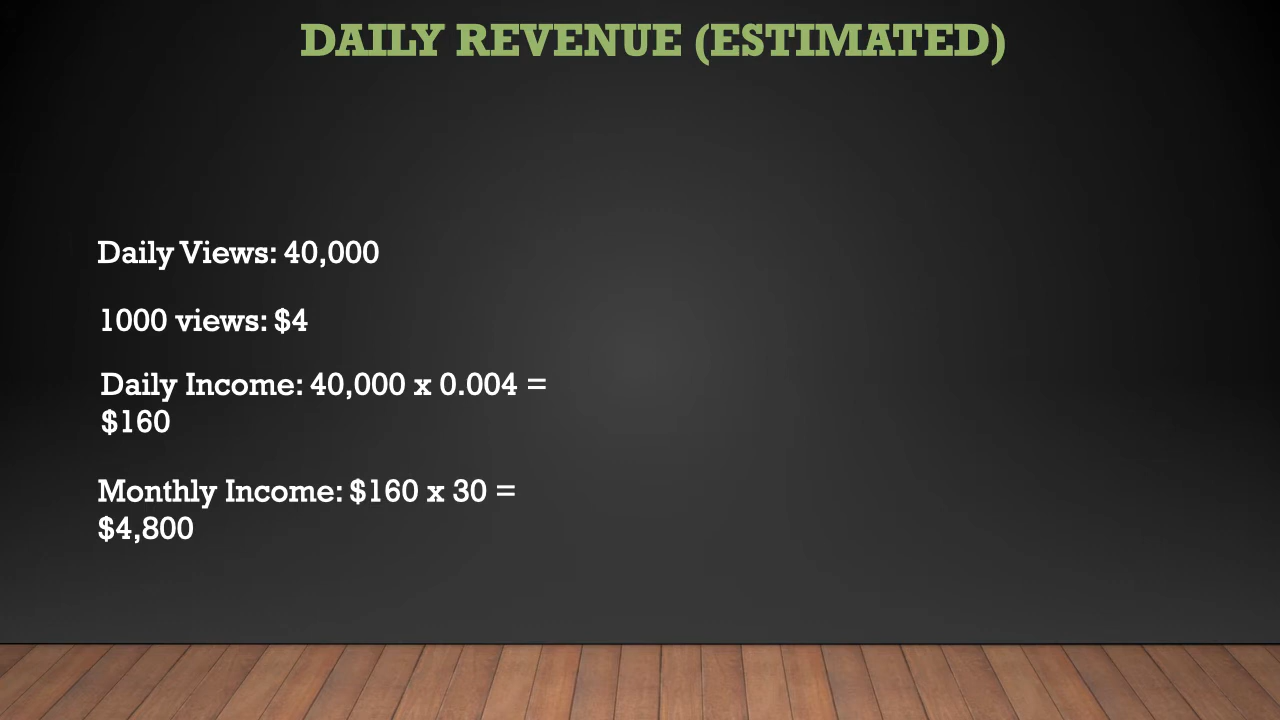 DAILY REVENUE (ESTIMATED)
Daily Views: 40,000
1000 views: $4
Daily Income: 40,000 x 0.004 =
$160
Monthly Income: $160 x 30 =
$4,800